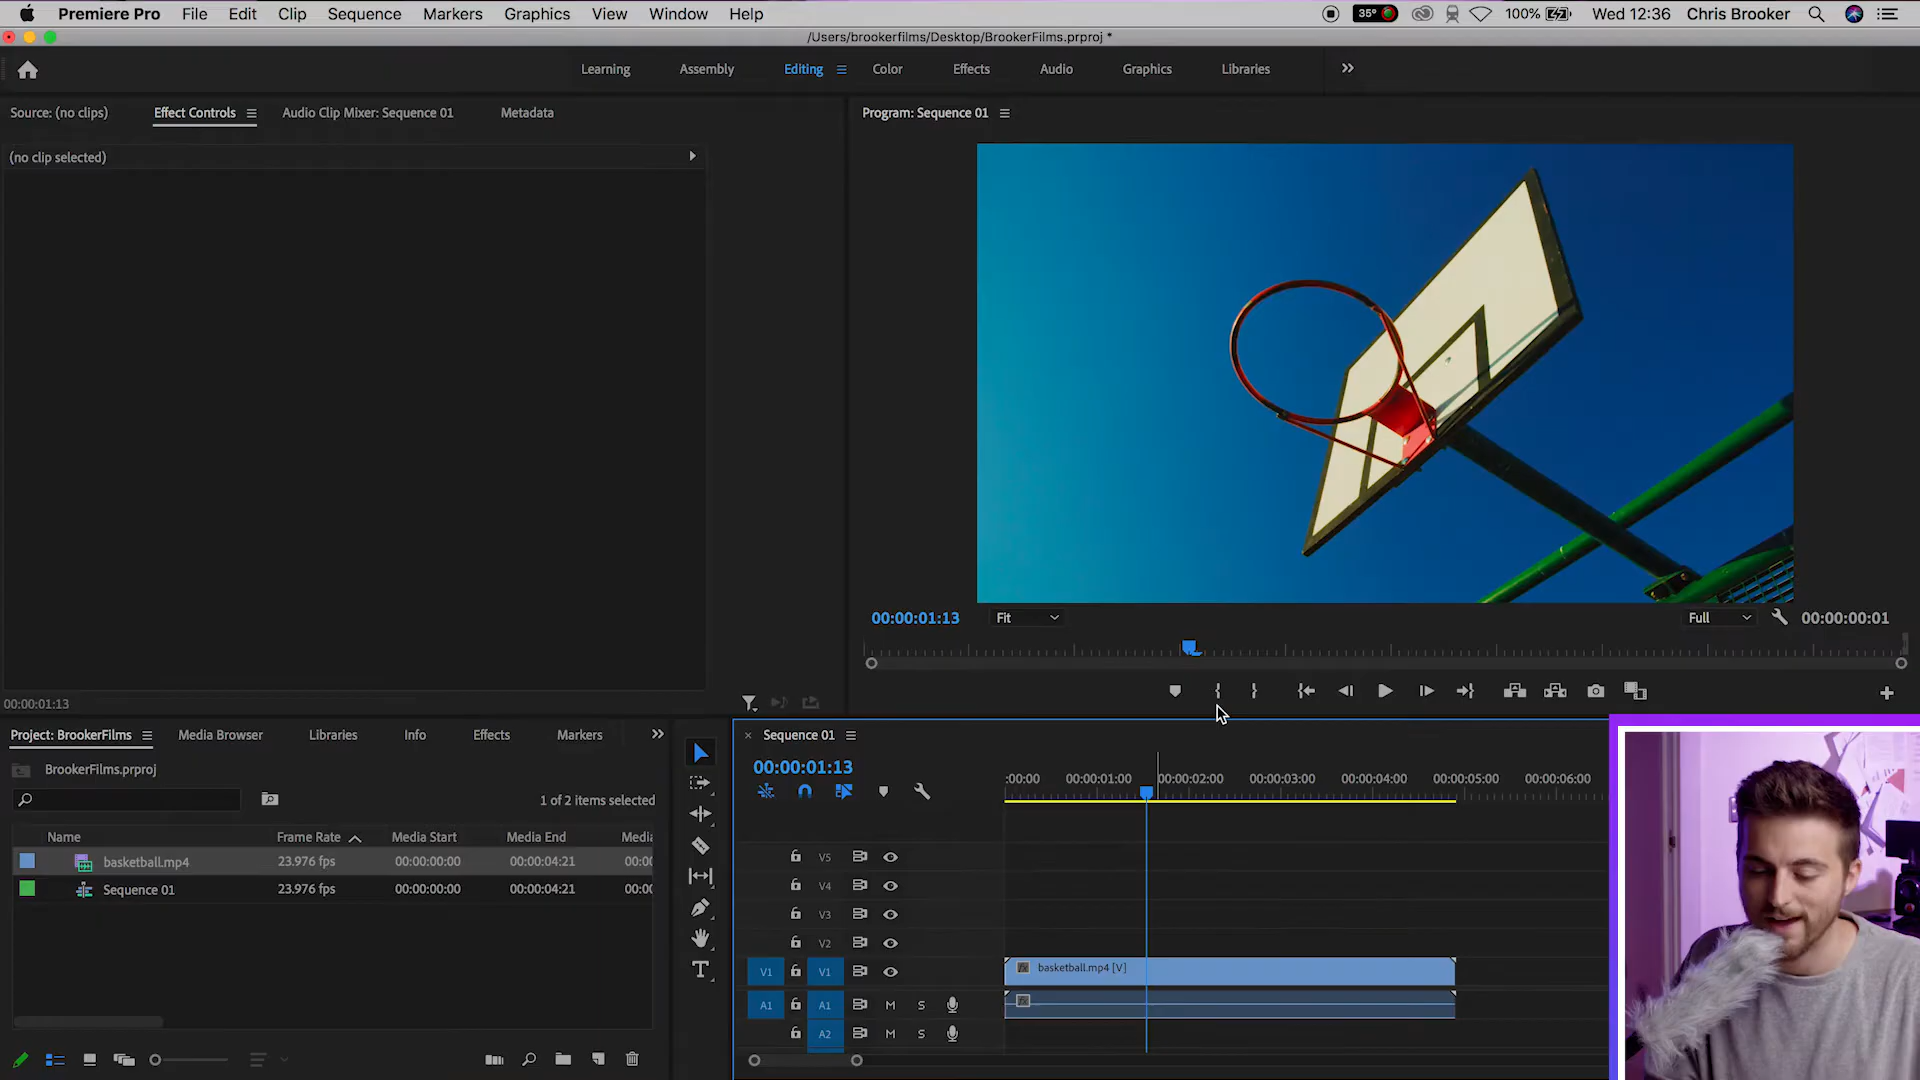 Premiere Pro File Edit Clip Sequence Markers Graphics View Window Help 35° 100% Wed 12:36 Chris Brooker
/Users/brookerfilms/Desktop/BrookerFilms.prproj *
Learning Assembly Editing Color Effects Audio Graphics Libraries
Source: (no clips) Effect Controls Audio Clip Mixer: Sequence 01 Metadata
Program: Sequence 01
(no clip selected)
00:00:01:13 Fit Full 00:00:00:01
00:00:01:13
Project: BrookerFilms Media Browser Libraries Info Effects Markers
BrookerFilms.prproj
1 of 2 items selected
Name Frame Rate Media Start Media End Media
basketball.mp4 23.976 fps 00:00:00:00 00:00:04:21 00:00
Sequence 01 23.976 fps 00:00:00:00 00:00:04:21 00:00
Sequence 01
00:00:01:13
:00:00 00:00:01:00 00:00:02:00 00:00:03:00 00:00:04:00 00:00:05:00 00:00:06:00
V5
V4
V3
V2
V1 V1 basketball.mp4 [V]
A1 A1 M S
A2 M S